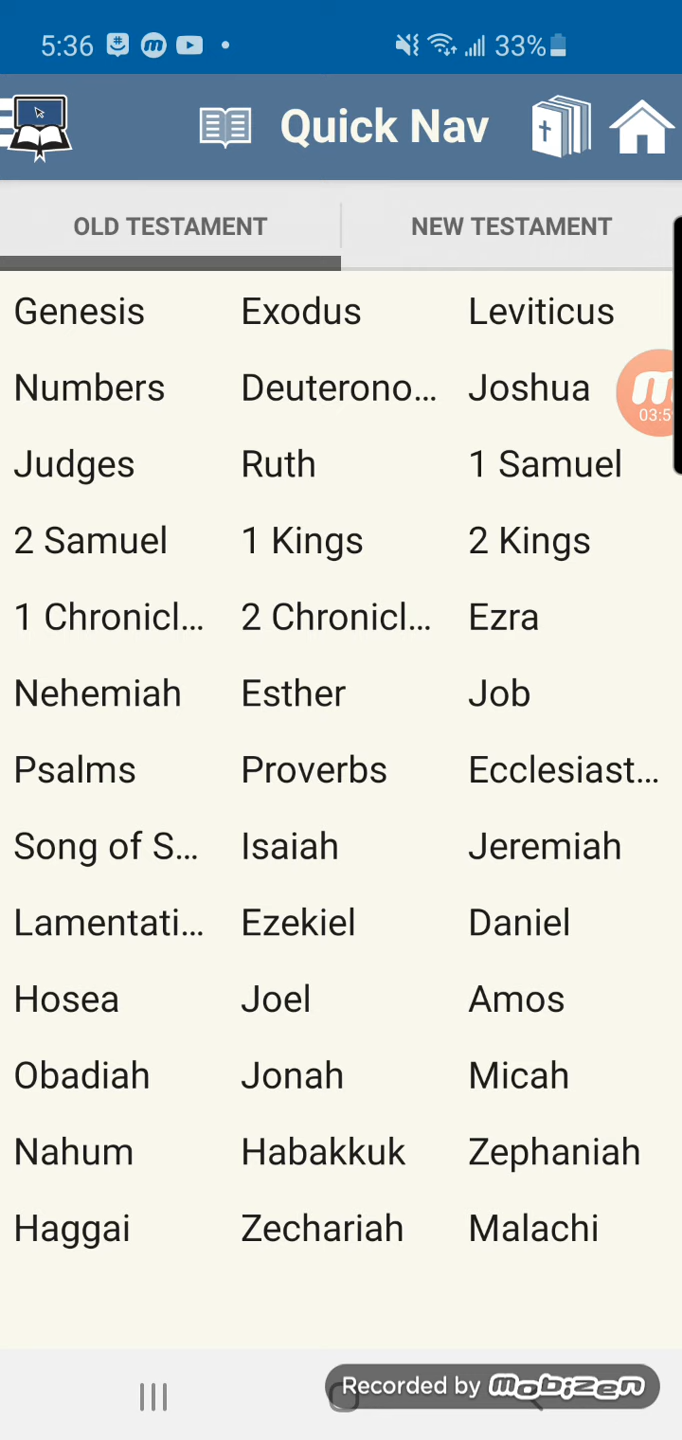 5:36 33%
Quick Nav
OLD TESTAMENT NEW TESTAMENT
Genesis Exodus Leviticus
Numbers Deuterono... Joshua
03:5
Judges Ruth 1 Samuel
2 Samuel 1 Kings 2 Kings
1 Chronicl... 2 Chronicl... Ezra
Nehemiah Esther Job
Psalms Proverbs Ecclesiast...
Song of S... Isaiah Jeremiah
Lamentati... Ezekiel Daniel
Hosea Joel Amos
Obadiah Jonah Micah
Nahum Habakkuk Zephaniah
Haggai Zechariah Malachi
Recorded by mobizen